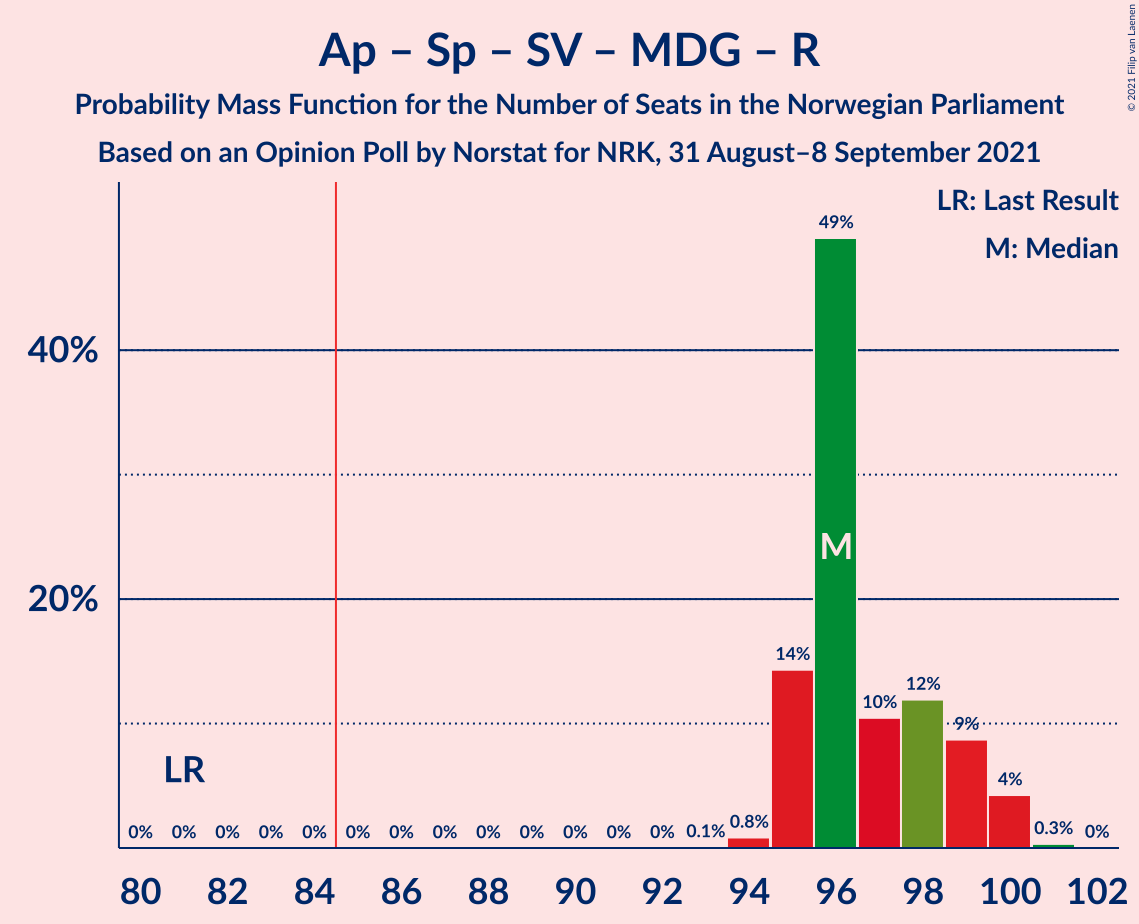 Ap – Sp – SV – MDG – R
Probability Mass Function for the Number of Seats in the Norwegian Parliament
Based on an Opinion Poll by Norstat for NRK, 31 August–8 September 2021
© 2021 Filip van Laenen
LR: Last Result
M: Median
40%
20%
49%
M
14%
10%
12%
9%
4%
LR
0% 0% 0% 0% 0% 0% 0% 0% 0% 0% 0% 0% 0% 0.1% 0.8% 0.3% 0%
80 82 84 86 88 90 92 94 96 98 100 102